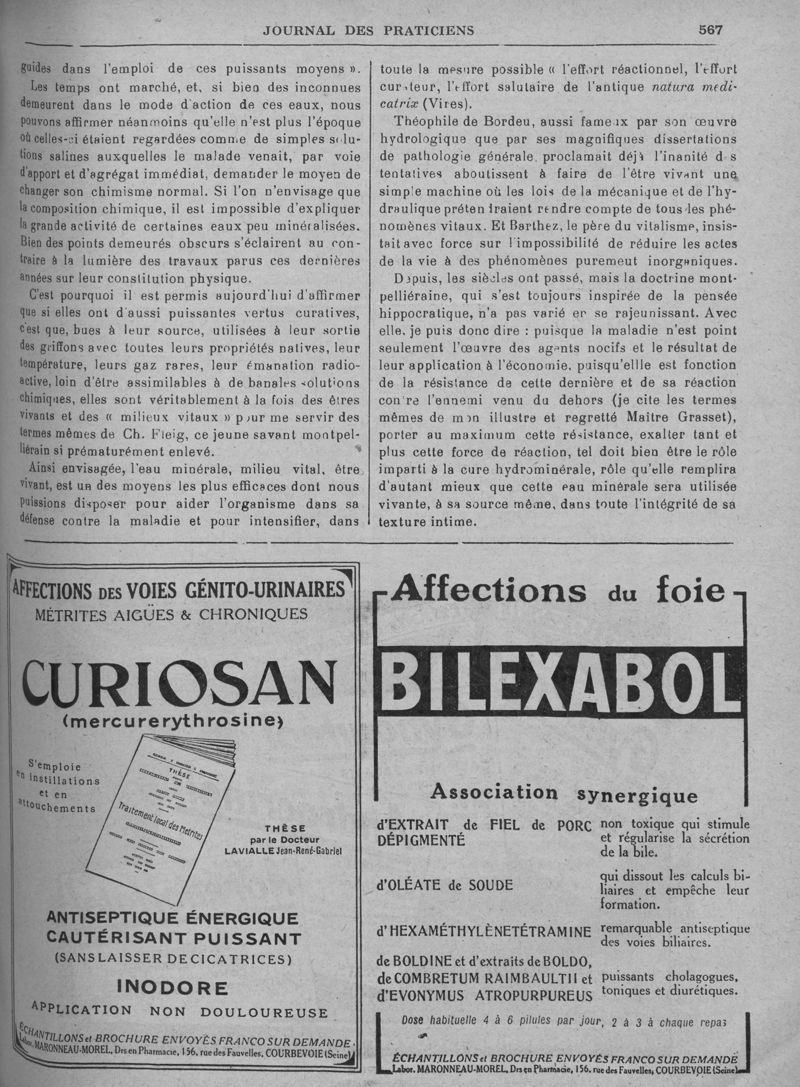 JOURNAL DES PRATICIENS 567
guides dans l'emploi de ces puissants moyens ».
Les temps ont marché, et, si bien des inconnues
demeurent dans le mode d'action de ces eaux, nous
pouvons affirmer néanmoins qu'elle n'est plus l'époque
où celles-ci étaient regardées comme de simples solu-
tions salines auxquelles le malade venait, par voie
d'apport et d'agrégat immédiat, demander le moyen de
changer son chimisme normal. Si l'on n'envisage que
la composition chimique, il est impossible d'expliquer
la grande activité de certaines eaux peu minéralisées.
Bien des points demeurés obscurs s'éclairent au con-
traire à la lumière des travaux parus ces dernières
années sur leur constitution physique.
C'est pourquoi il est permis aujourd'hui d'affirmer
que si elles ont d'aussi puissantes vertus curatives,
c'est que, bues à leur source, utilisées à leur sortie
des griffons avec toutes leurs propriétés natives, leur
température, leurs gaz rares, leur émanation radio-
active, loin d'être assimilables à de banales solutions
chimiques, elles sont véritablement à la fois des êtres
vivants et des « milieux vitaux » pour me servir des
termes mêmes de Ch. Fleig, ce jeune savant montpel-
liérain si prématurément enlevé.
Ainsi envisagée, l'eau minérale, milieu vital, être
vivant, est un des moyens les plus efficaces dont nous
puissions disposer pour aider l'organisme dans sa
défense contre la maladie et pour intensifier, dans
toute la mesure possible « l'effort réactionnel, l'effort
curateur, l'effort salutaire de l'antique natura medi-
catrix (Vires).
Théophile de Bordeu, aussi fameux par son œuvre
hydrologique que par ses magnifiques dissertations
de pathologie générale, proclamait déjà l'inanité des
tentatives aboutissent à faire de l'être vivant une
simple machine où les lois de la mécanique et de l'hy-
draulique prétendraient rendre compte de tous les phé-
nomènes vitaux. Et Barthez, le père du vitalisme, insis-
tait avec force sur l'impossibilité de réduire les actes
de la vie à des phénomènes purement inorganiques.
Depuis, les siècles ont passé, mais la doctrine mont-
pelliéraine, qui s'est toujours inspirée de la pensée
hippocratique, n'a pas varié en se rajeunissant. Avec
elle, je puis donc dire : puisque la maladie n'est point
seulement l'œuvre des agents nocifs et le résultat de
leur application à l'économie, puisqu'ellle est fonction
de la résistance de cette dernière et de sa réaction
contre l'ennemi venu du dehors (je cite les termes
mêmes de mon illustre et regretté Maître Grasset),
porter au maximum cette résistance, exalter tant et
plus cette force de réaction, tel doit bien être le rôle
imparti à la cure hydrominérale, rôle qu'elle remplira
d'autant mieux que cette eau minérale sera utilisée
vivante, à sa source même, dans toute l'intégrité de sa
texture intime.
AFFECTIONS DES VOIES GÉNITO-URINAIRES
MÉTRITES AIGÜES & CHRONIQUES
CURIOSAN
(mercurerythrosine)
S'emploie
en instillations
et en
attouchements
THÈSE
Traitement local des Métrites
THÈSE
par le Docteur
LAVIALLE Jean-René-Gabriel
ANTISEPTIQUE ÉNERGIQUE
CAUTÉRISANT PUISSANT
(SANS LAISSER DE CICATRICES)
INODORE
APPLICATION NON DOULOUREUSE
ÉCHANTILLONS et BROCHURE ENVOYÉS FRANCO SUR DEMANDE.
Labor. MARONNEAU-MOREL, Drs en Pharmacie, 156, rue des Fauvelles, COURBEVOIE (Seine)
Affections du foie
BILEXABOL
Association synergique
d'EXTRAIT de FIEL de PORC non toxique qui stimule
DÉPIGMENTÉ et régularise la sécrétion
de la bile.
qui dissout les calculs bi-
d'OLÉATE de SOUDE liaires et empêche leur
formation.
d'HEXAMÉTHYLÈNETÉTRAMINE remarquable antiseptique
des voies biliaires.
de BOLDINE et d'extraits de BOLDO,
de COMBRETUM RAIMBAULTII et puissants cholagogues,
d'EVONYMUS ATROPURPUREUS toniques et diurétiques.
Dose habituelle 4 à 6 pilules par jour, 2 à 3 à chaque repas
ÉCHANTILLONS et BROCHURE ENVOYÉS FRANCO SUR DEMANDE
Labor. MARONNEAU-MOREL, Drs en Pharmacie, 156, rue des Fauvelles, COURBEVOIE (Seine)